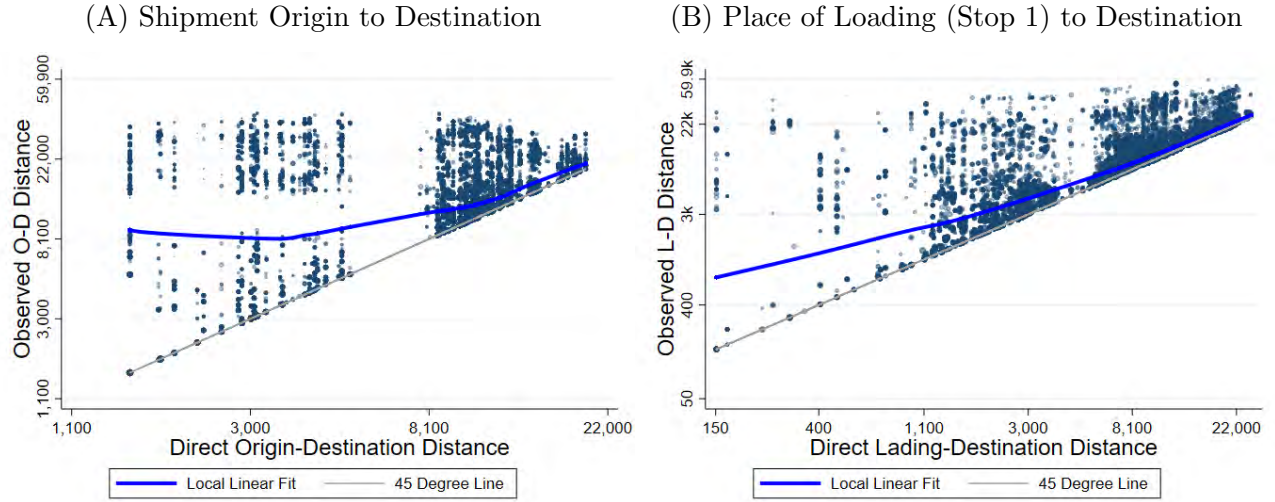 (A) Shipment Origin to Destination
Observed O-D Distance
59,900
22,000
8,100
3,000
1,100
1,100 3,000 8,100 22,000
Direct Origin-Destination Distance
Local Linear Fit 45 Degree Line
(B) Place of Loading (Stop 1) to Destination
Observed L-D Distance
59.9k
22k
3k
400
50
150 400 1,100 3,000 8,100 22,000
Direct Lading-Destination Distance
Local Linear Fit 45 Degree Line